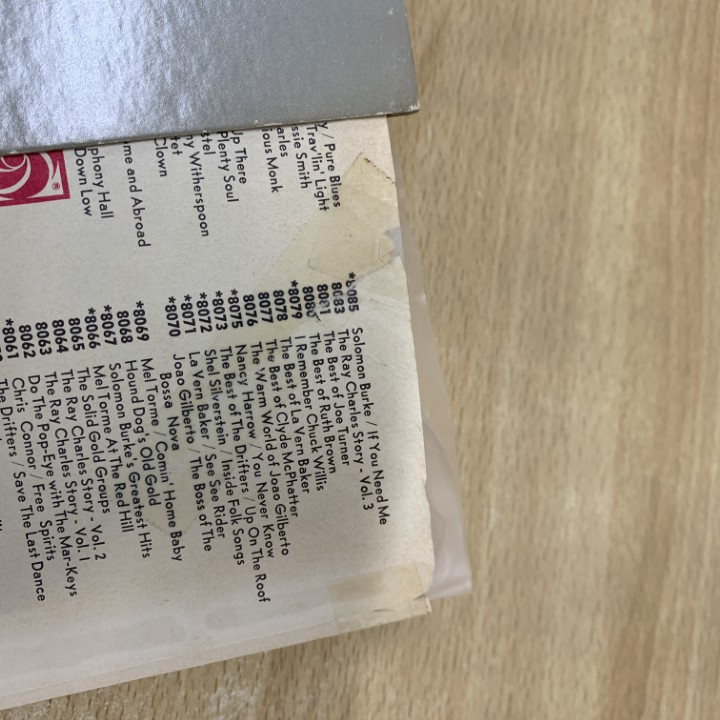 / Pure Blues
Trav'lin' Light
ssie Smith
arles
ious Monk
Up There
Plenty Soul
stel
y Witherspoon
tet
Clown
me and Abroad
phony Hall
Down Low
®
*8085 Solomon Burke / If You Need Me
8083 The Ray Charles Story - Vol. 3
8081 The Best of Joe Turner
8080 The Best of Ruth Brown
*8079 I Remember Chuck Willis
8078 The Best of La Vern Baker
8077 The Best of Clyde McPhatter
8076 The Warm World of Joao Gilberto
*8075 Nancy Harrow / You Never Know
*8073 The Best of The Drifters / Up On The Roof
*8072 Shel Silverstein / Inside Folk Songs
*8071 La Vern Baker / See See Rider
*8070 Joao Gilberto / The Boss of The
Bossa Nova
*8069 Mel Torme / Comin' Home Baby
8068 Hound Dog's Old Gold
*8067 Solomon Burke's Greatest Hits
*8066 Mel Torme At The Red Hill
8065 The Solid Gold Groups
8064 The Ray Charles Story - Vol. 2
8063 The Ray Charles Story - Vol. 1
8062 Do The Pop-Eye with The Mar-Keys
*8061 Chris Connor / Free Spirits
The Drifters / Save The Last Dance